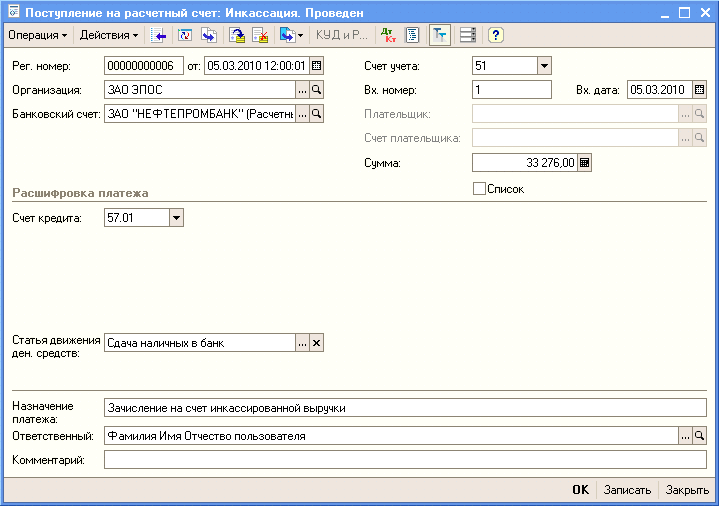 Поступление на расчетный счет: Инкассация. Проведен
Операция Действия КУД и Р... Дт Кт Тт ?
Рег. номер: 00000000006 от: 05.03.2010 12:00:01 Счет учета: 51
Организация: ЗАО ЭПОС ... Вх. номер: 1 Вх. дата: 05.03.2010
Банковский счет: ЗАО "НЕФТЕПРОМБАНК" (Расчетнь ... Плательщик: ...
Счет плательщика: ...
Сумма: 33 276,00
Список
Расшифровка платежа
Счет кредита: 57.01
Статья движения
ден. средств: Сдача наличных в банк ... x
Назначение
платежа: Зачисление на счет инкассированной выручки
Ответственный: Фамилия Имя Отчество пользователя ...
Комментарий:
OK Записать Закрыть